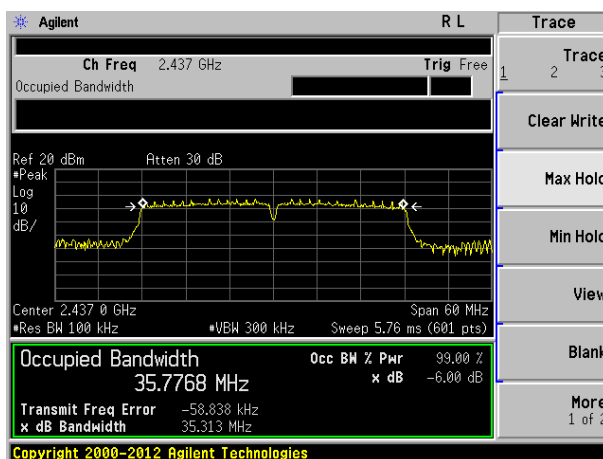 Agilent R L Trace
Ch Freq 2.437 GHz Trig Free
Occupied Bandwidth
Trace
1 2 3
Clear Write
Max Hold
Min Hold
View
Blank
More
1 of 2
Ref 20 dBm Atten 30 dB
#Peak
Log
10
dB/
Center 2.437 0 GHz Span 60 MHz
#Res BW 100 kHz #VBW 300 kHz Sweep 5.76 ms (601 pts)
Occupied Bandwidth Occ BW % Pwr 99.00 %
35.7768 MHz x dB -6.00 dB
Transmit Freq Error -58.838 kHz
x dB Bandwidth 35.313 MHz
Copyright 2000-2012 Agilent Technologies